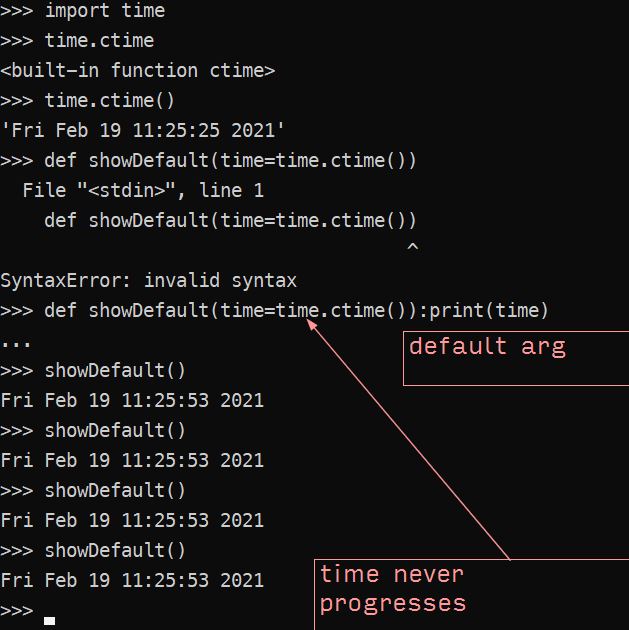 >>> import time
>>> time.ctime
<built-in function ctime>
>>> time.ctime()
'Fri Feb 19 11:25:25 2021'
>>> def showDefault(time=time.ctime())
  File "<stdin>", line 1
    def showDefault(time=time.ctime())
                                     ^
SyntaxError: invalid syntax
>>> def showDefault(time=time.ctime()):print(time)
...
default arg
>>> showDefault()
Fri Feb 19 11:25:53 2021
>>> showDefault()
Fri Feb 19 11:25:53 2021
>>> showDefault()
Fri Feb 19 11:25:53 2021
>>> showDefault()
Fri Feb 19 11:25:53 2021
>>>
time never
progresses